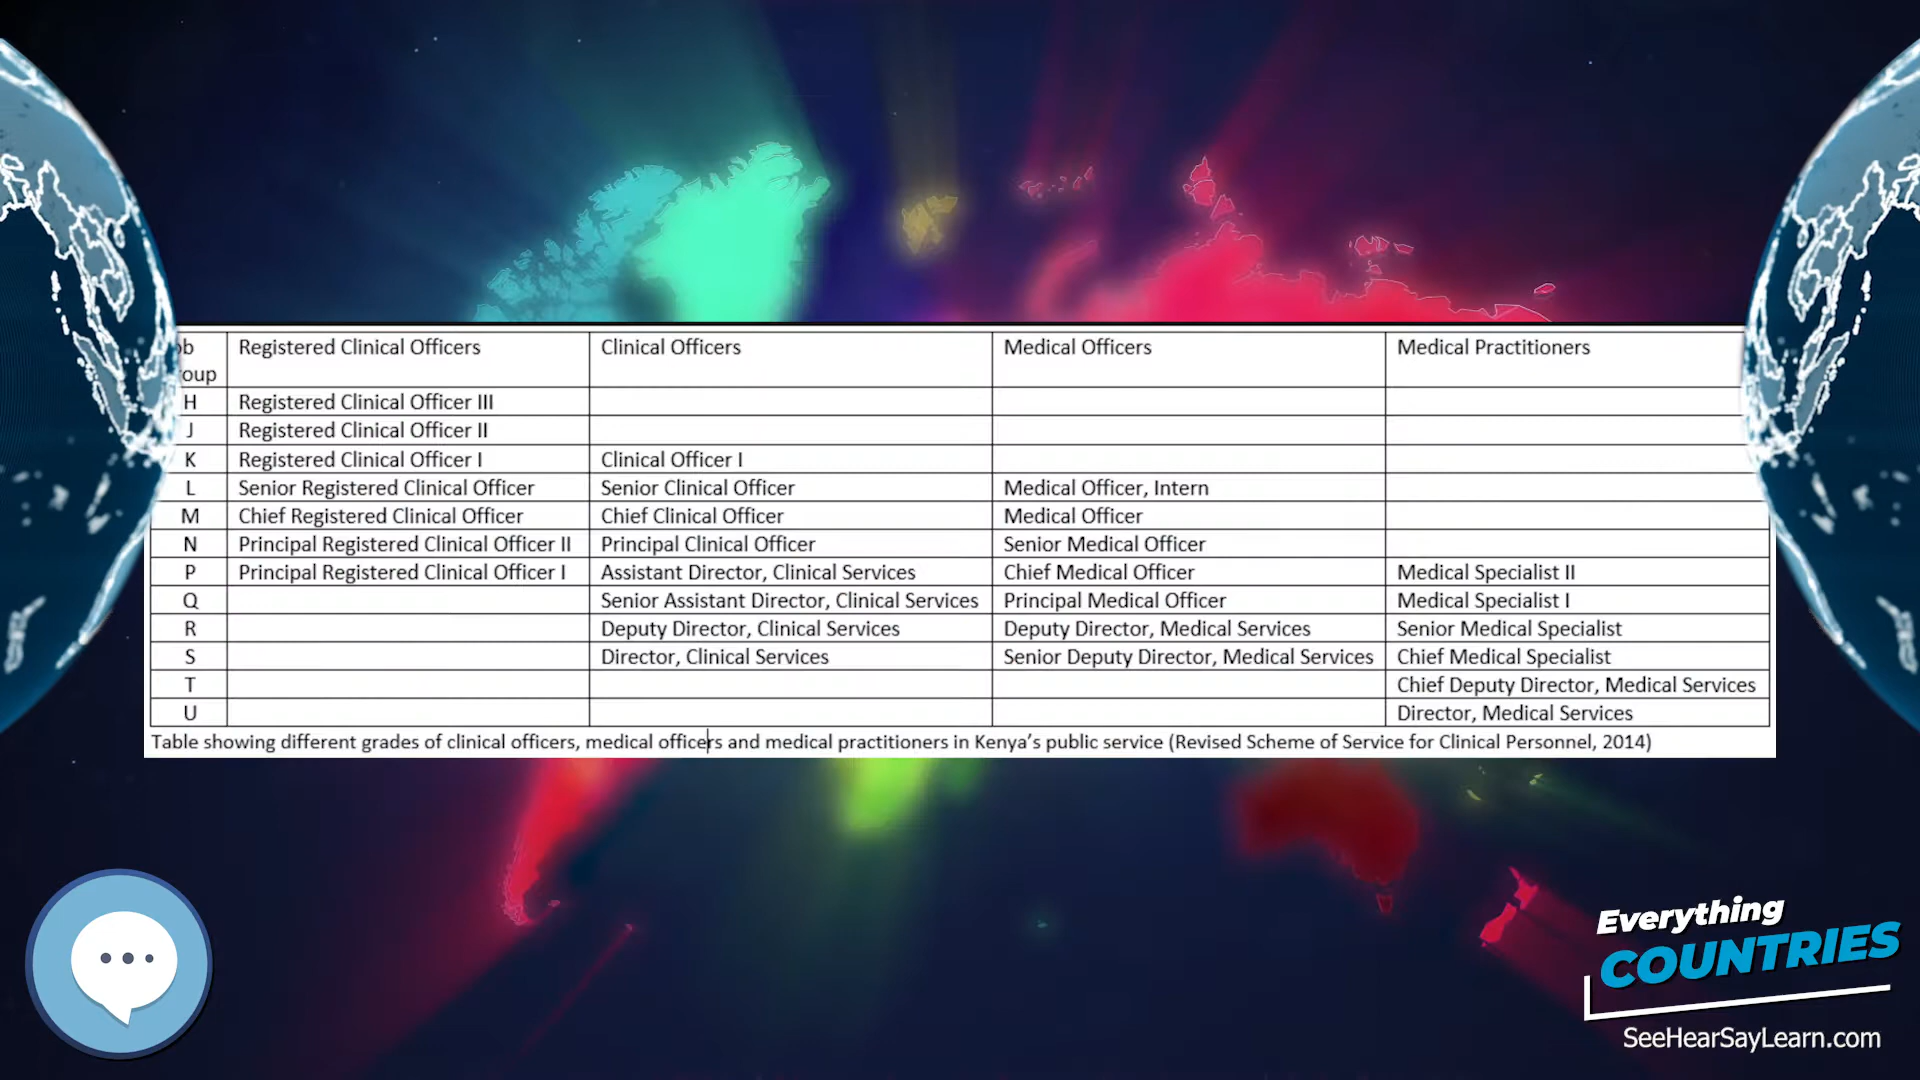 ob Registered Clinical Officers Clinical Officers Medical Officers Medical Practitioners
oup
H Registered Clinical Officer III
J Registered Clinical Officer II
K Registered Clinical Officer I Clinical Officer I
L Senior Registered Clinical Officer Senior Clinical Officer Medical Officer, Intern
M Chief Registered Clinical Officer Chief Clinical Officer Medical Officer
N Principal Registered Clinical Officer II Principal Clinical Officer Senior Medical Officer
P Principal Registered Clinical Officer I Assistant Director, Clinical Services Chief Medical Officer Medical Specialist II
Q Senior Assistant Director, Clinical Services Principal Medical Officer Medical Specialist I
R Deputy Director, Clinical Services Deputy Director, Medical Services Senior Medical Specialist
S Director, Clinical Services Senior Deputy Director, Medical Services Chief Medical Specialist
T Chief Deputy Director, Medical Services
U Director, Medical Services
Table showing different grades of clinical officers, medical officers and medical practitioners in Kenya's public service (Revised Scheme of Service for Clinical Personnel, 2014)
Everything
COUNTRIES
SeeHearSayLearn.com